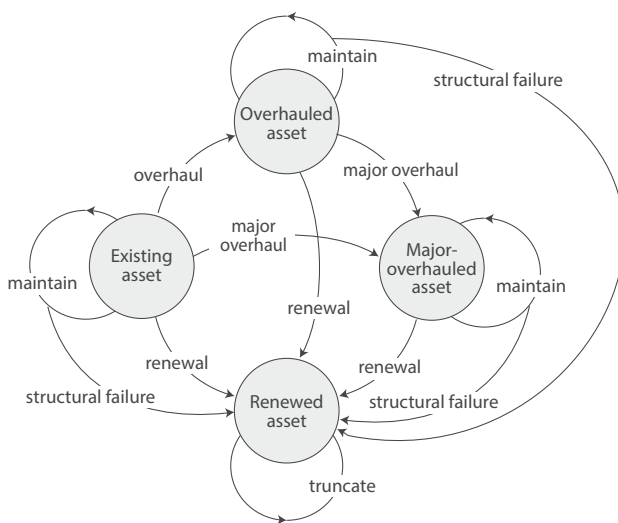 maintain
structural failure
Overhauled
asset
overhaul
major overhaul
major
overhaul
Existing
asset
Major-
overhauled
asset
maintain
maintain
renewal
renewal
renewal
structural failure
structural failure
Renewed
asset
truncate